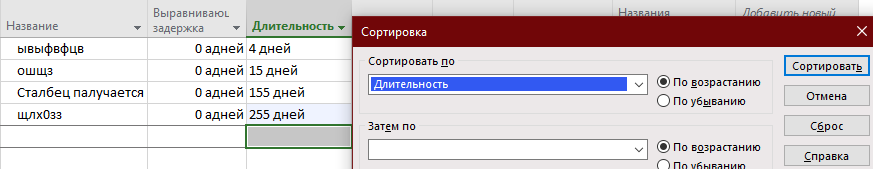 Названия Добавить новый
Выравнивающ
Название задержка Длительность
ывыфвфцв 0 адней 4 дней
ошщз 0 адней 15 дней
Сталбец палучается 0 адней 155 дней
щлх0зз 0 адней 255 дней
Сортировка
Сортировать по
Длительность
По возрастанию
По убыванию
Затем по
По возрастанию
По убыванию
Сортировать
Отмена
Сброс
Справка